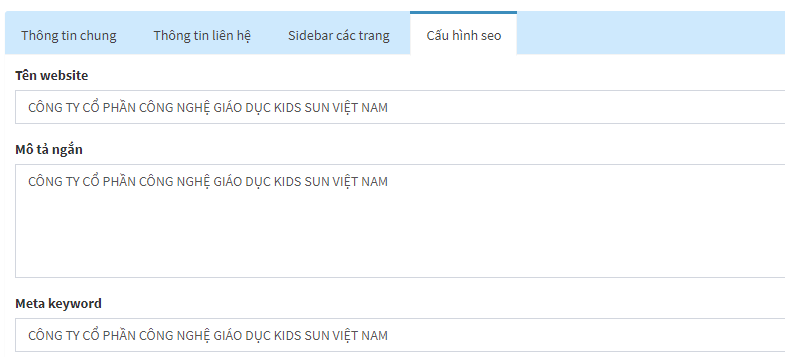 Thông tin chung
Thông tin liên hệ
Sidebar các trang
Cấu hình seo
Tên website
CÔNG TY CỔ PHẦN CÔNG NGHỆ GIÁO DỤC KIDS SUN VIỆT NAM
Mô tả ngắn
CÔNG TY CỔ PHẦN CÔNG NGHỆ GIÁO DỤC KIDS SUN VIỆT NAM
Meta keyword
CÔNG TY CỔ PHẦN CÔNG NGHỆ GIÁO DỤC KIDS SUN VIỆT NAM